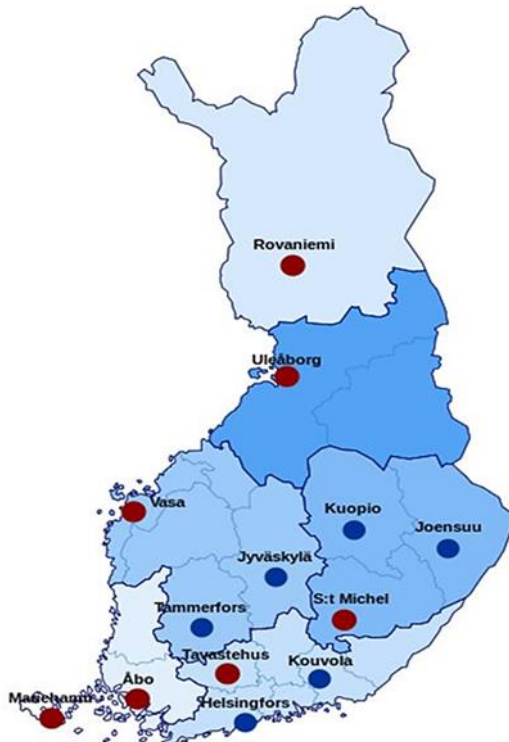 Rovaniemi
Uleåborg
Vasa
Kuopio
Joensuu
Jyväskylä
S:t Michel
Tammerfors
Tavastehus
Kouvola
Åbo
Mariehamn
Helsingfors